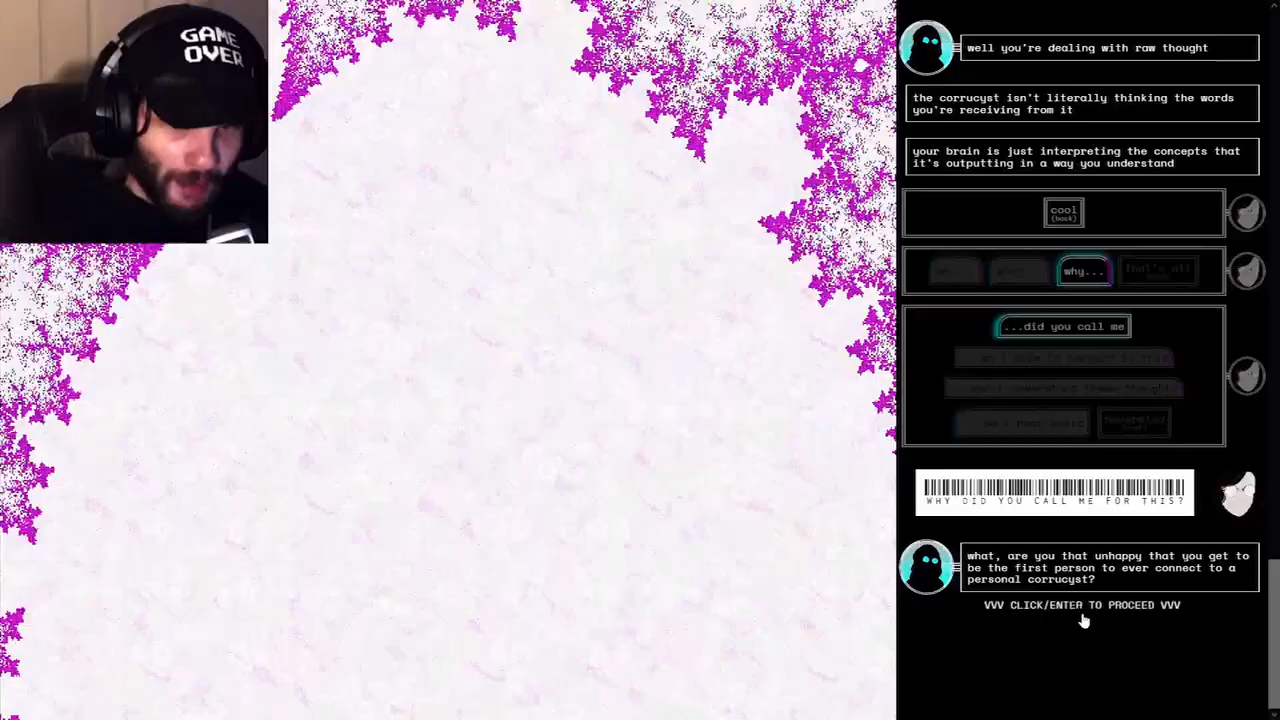 GAME
OVER
well you're dealing with raw thought
the corrucyst isn't literally thinking the words
you're receiving from it
your brain is just interpreting the concepts that
it's outputting in a way you understand
cool
(back)
why...
that's all
...did you call me
WHY DID YOU CALL ME FOR THIS?
what, are you that unhappy that you get to
be the first person to ever connect to a
personal corrucyst?
VVV CLICK/ENTER TO PROCEED VVV